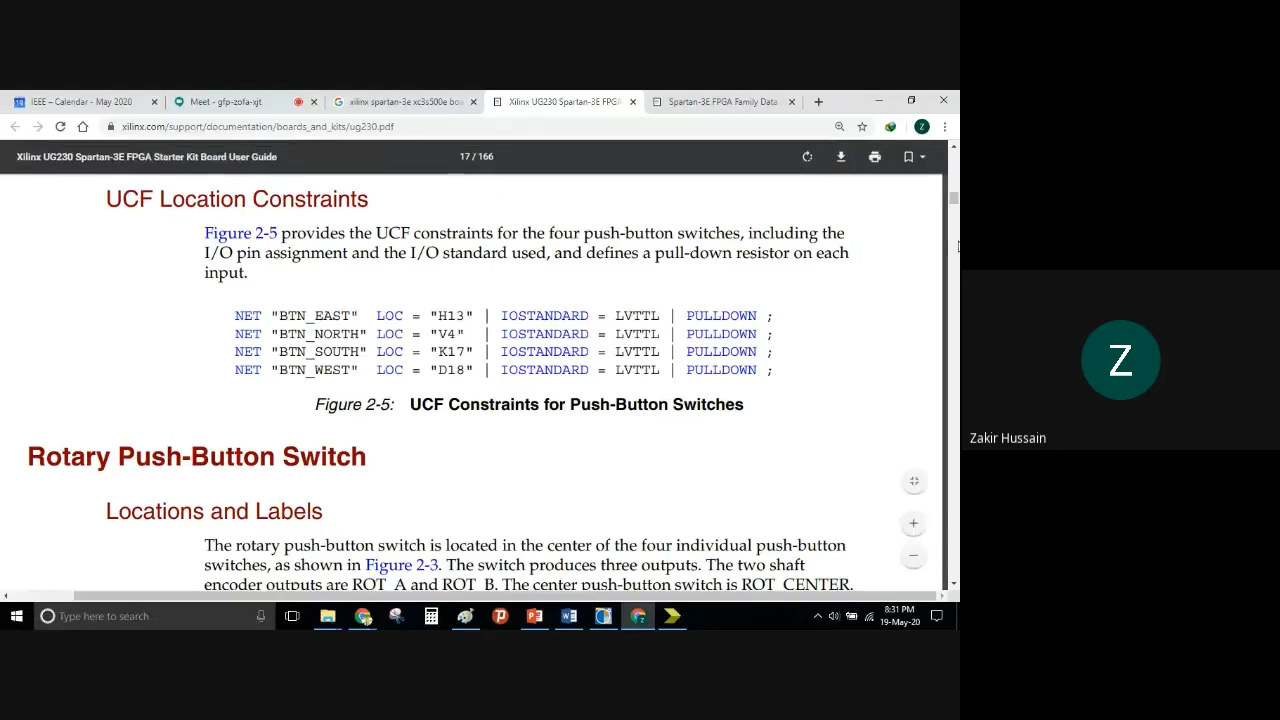 IEEE – Calendar - May 2020
Meet - gfp-zofa-xjt
xilinx spartan-3e xc3s500e boa
Xilinx UG230 Spartan-3E FPGA
Spartan-3E FPGA Family Data
xilinx.com/support/documentation/boards_and_kits/ug230.pdf
Z
Xilinx UG230 Spartan-3E FPGA Starter Kit Board User Guide
17 / 166
UCF Location Constraints
Figure 2-5 provides the UCF constraints for the four push-button switches, including the
I/O pin assignment and the I/O standard used, and defines a pull-down resistor on each
input.
NET "BTN_EAST" LOC = "H13" | IOSTANDARD = LVTTL | PULLDOWN ;
NET "BTN_NORTH" LOC = "V4" | IOSTANDARD = LVTTL | PULLDOWN ;
NET "BTN_SOUTH" LOC = "K17" | IOSTANDARD = LVTTL | PULLDOWN ;
NET "BTN_WEST" LOC = "D18" | IOSTANDARD = LVTTL | PULLDOWN ;
Figure 2-5: UCF Constraints for Push-Button Switches
Rotary Push-Button Switch
Locations and Labels
The rotary push-button switch is located in the center of the four individual push-button
switches, as shown in Figure 2-3. The switch produces three outputs. The two shaft
encoder outputs are ROT_A and ROT_B. The center push-button switch is ROT_CENTER.
Type here to search
8:31 PM
19-May-20
Z
Zakir Hussain